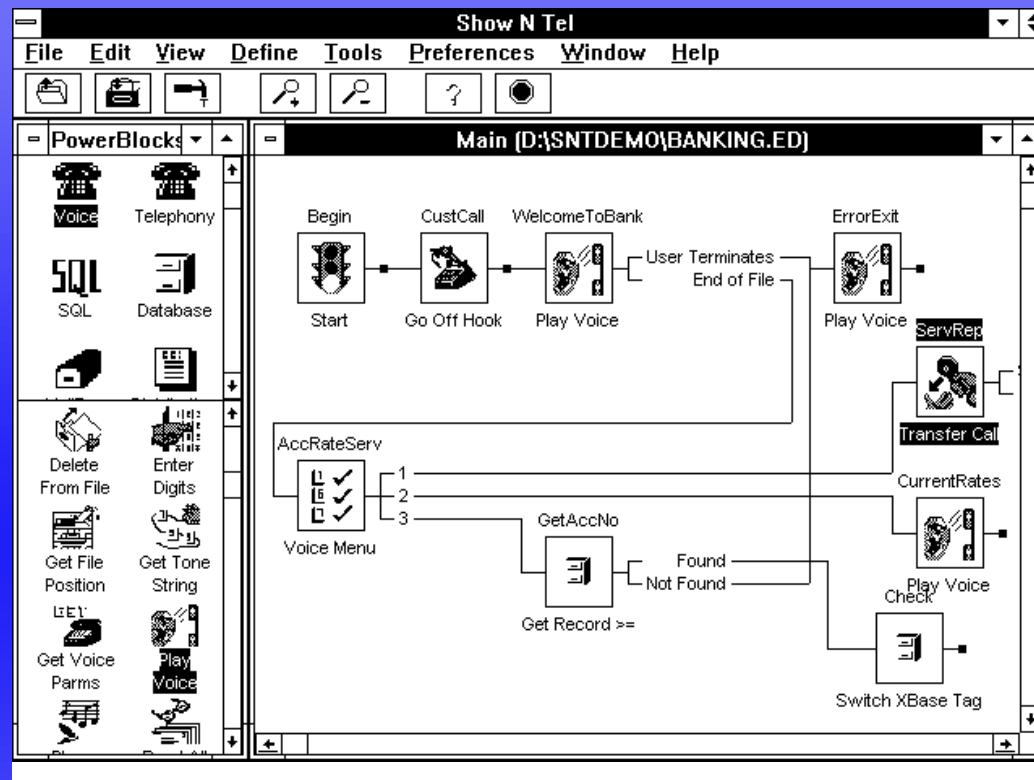 Show N Tel
File Edit View Define Tools Preferences Window Help
PowerBlocks
Voice
Telephony
SQL
SQL
Database
Delete
From File
Enter
Digits
Get File
Position
Get Tone
String
GET
Get Voice
Parms
Play
Voice
Main (D:\SNTDEMO\BANKING.ED)
Begin
Start
CustCall
Go Off Hook
WelcomeToBank
Play Voice
User Terminates
End of File
ErrorExit
Play Voice
ServRep
Transfer Call
AccRateServ
Voice Menu
1
2
3
CurrentRates
Play Voice
GetAccNo
Get Record >=
Found
Not Found
Check
Switch XBase Tag